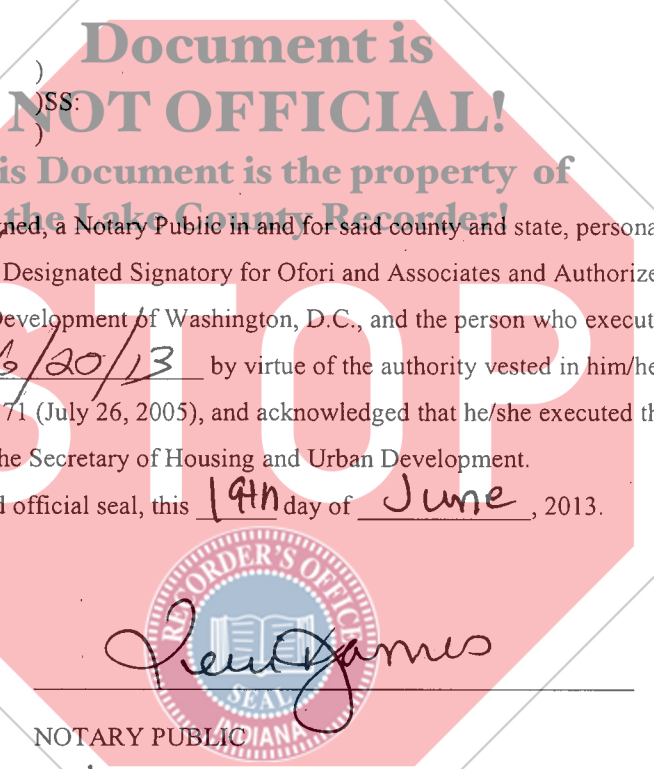 Document is
)
)SS:
NOT OFFICIAL!
)
is Document is the property of
the Lake County Recorder!
ned, a Notary Public in and for said county and state, persona
Designated Signatory for Ofori and Associates and Authorize
Development of Washington, D.C., and the person who execut
6/20/13 by virtue of the authority vested in him/he
71 (July 26, 2005), and acknowledged that he/she executed th
he Secretary of Housing and Urban Development.
d official seal, this 19th day of June, 2013.
STOP
RECORDER'S OFFICE
SEAL
INDIANA
NOTARY PUBLIC